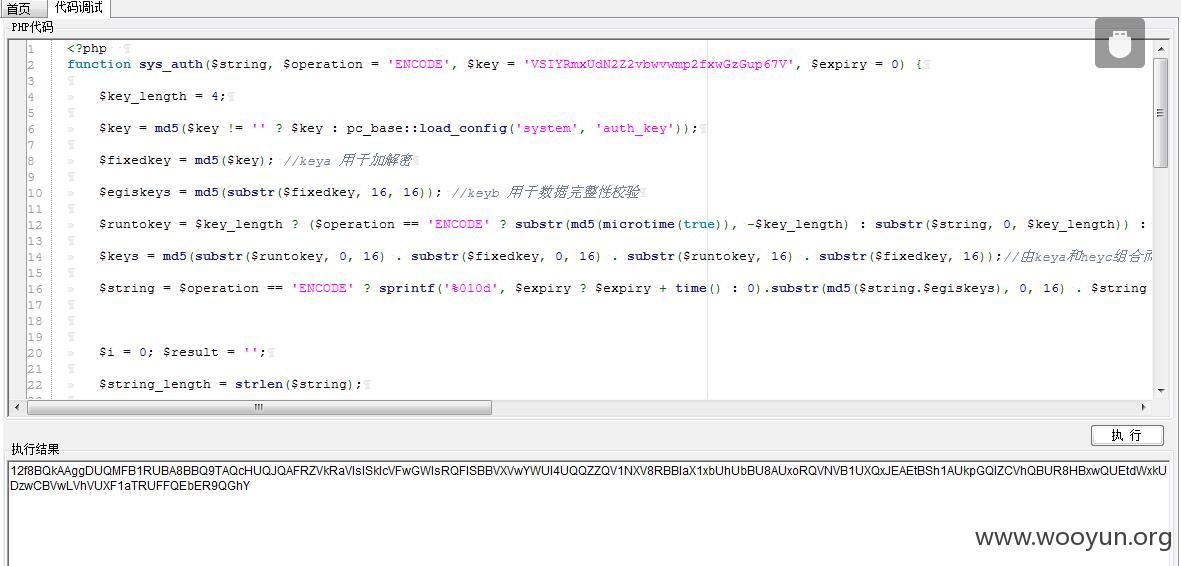 首页 代码调试
PHP代码
1 <?php
2 function sys_auth($string, $operation = 'ENCODE', $key = 'VSIYRmxUdN2Z2vbwvwmp2fxwGzGup67V', $expiry = 0) {
3
4 $key_length = 4;
5
6 $key = md5($key != '' ? $key : pc_base::load_config('system', 'auth_key'));
7
8 $fixedkey = md5($key); //keya 用于加解密
9
10 $egiskeys = md5(substr($fixedkey, 16, 16)); //keyb 用于数据完整性校验
11
12 $runtokey = $key_length ? ($operation == 'ENCODE' ? substr(md5(microtime(true)), -$key_length) : substr($string, 0, $key_length)) :
13
14 $keys = md5(substr($runtokey, 0, 16) . substr($fixedkey, 0, 16) . substr($runtokey, 16) . substr($fixedkey, 16)); //由keya和heyc组合
15
16 $string = $operation == 'ENCODE' ? sprintf('%010d', $expiry ? $expiry + time() : 0).substr(md5($string.$egiskeys), 0, 16) . $string
17
18
19
20 $i = 0; $result = '';
21
22 $string_length = strlen($string);
执 行
执行结果
www.wooyun.org